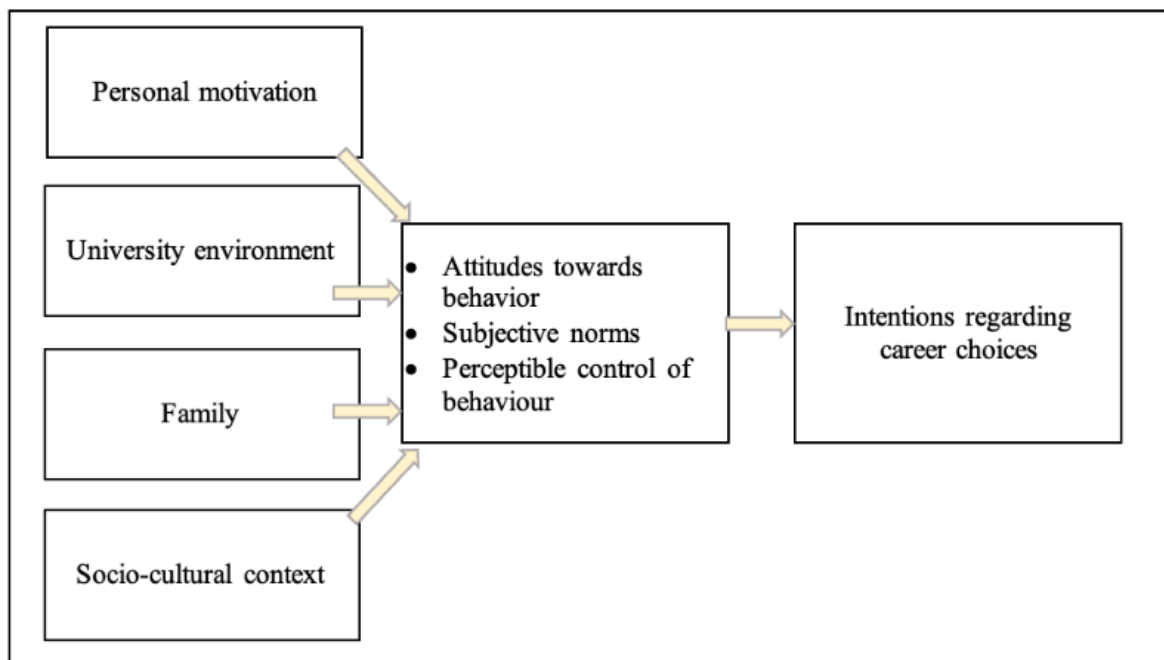 Personal motivation
University environment
Family
Socio-cultural context
• Attitudes towards
behavior
• Subjective norms
• Perceptible control of
behaviour
Intentions regarding
career choices